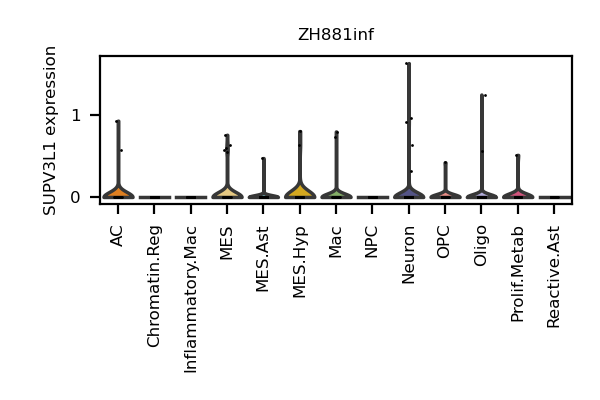 ZH881inf
SUPV3L1 expression
1
0
AC
Chromatin.Reg
Inflammatory.Mac
MES
MES.Ast
MES.Hyp
Mac
NPC
Neuron
OPC
Oligo
Prolif.Metab
Reactive.Ast